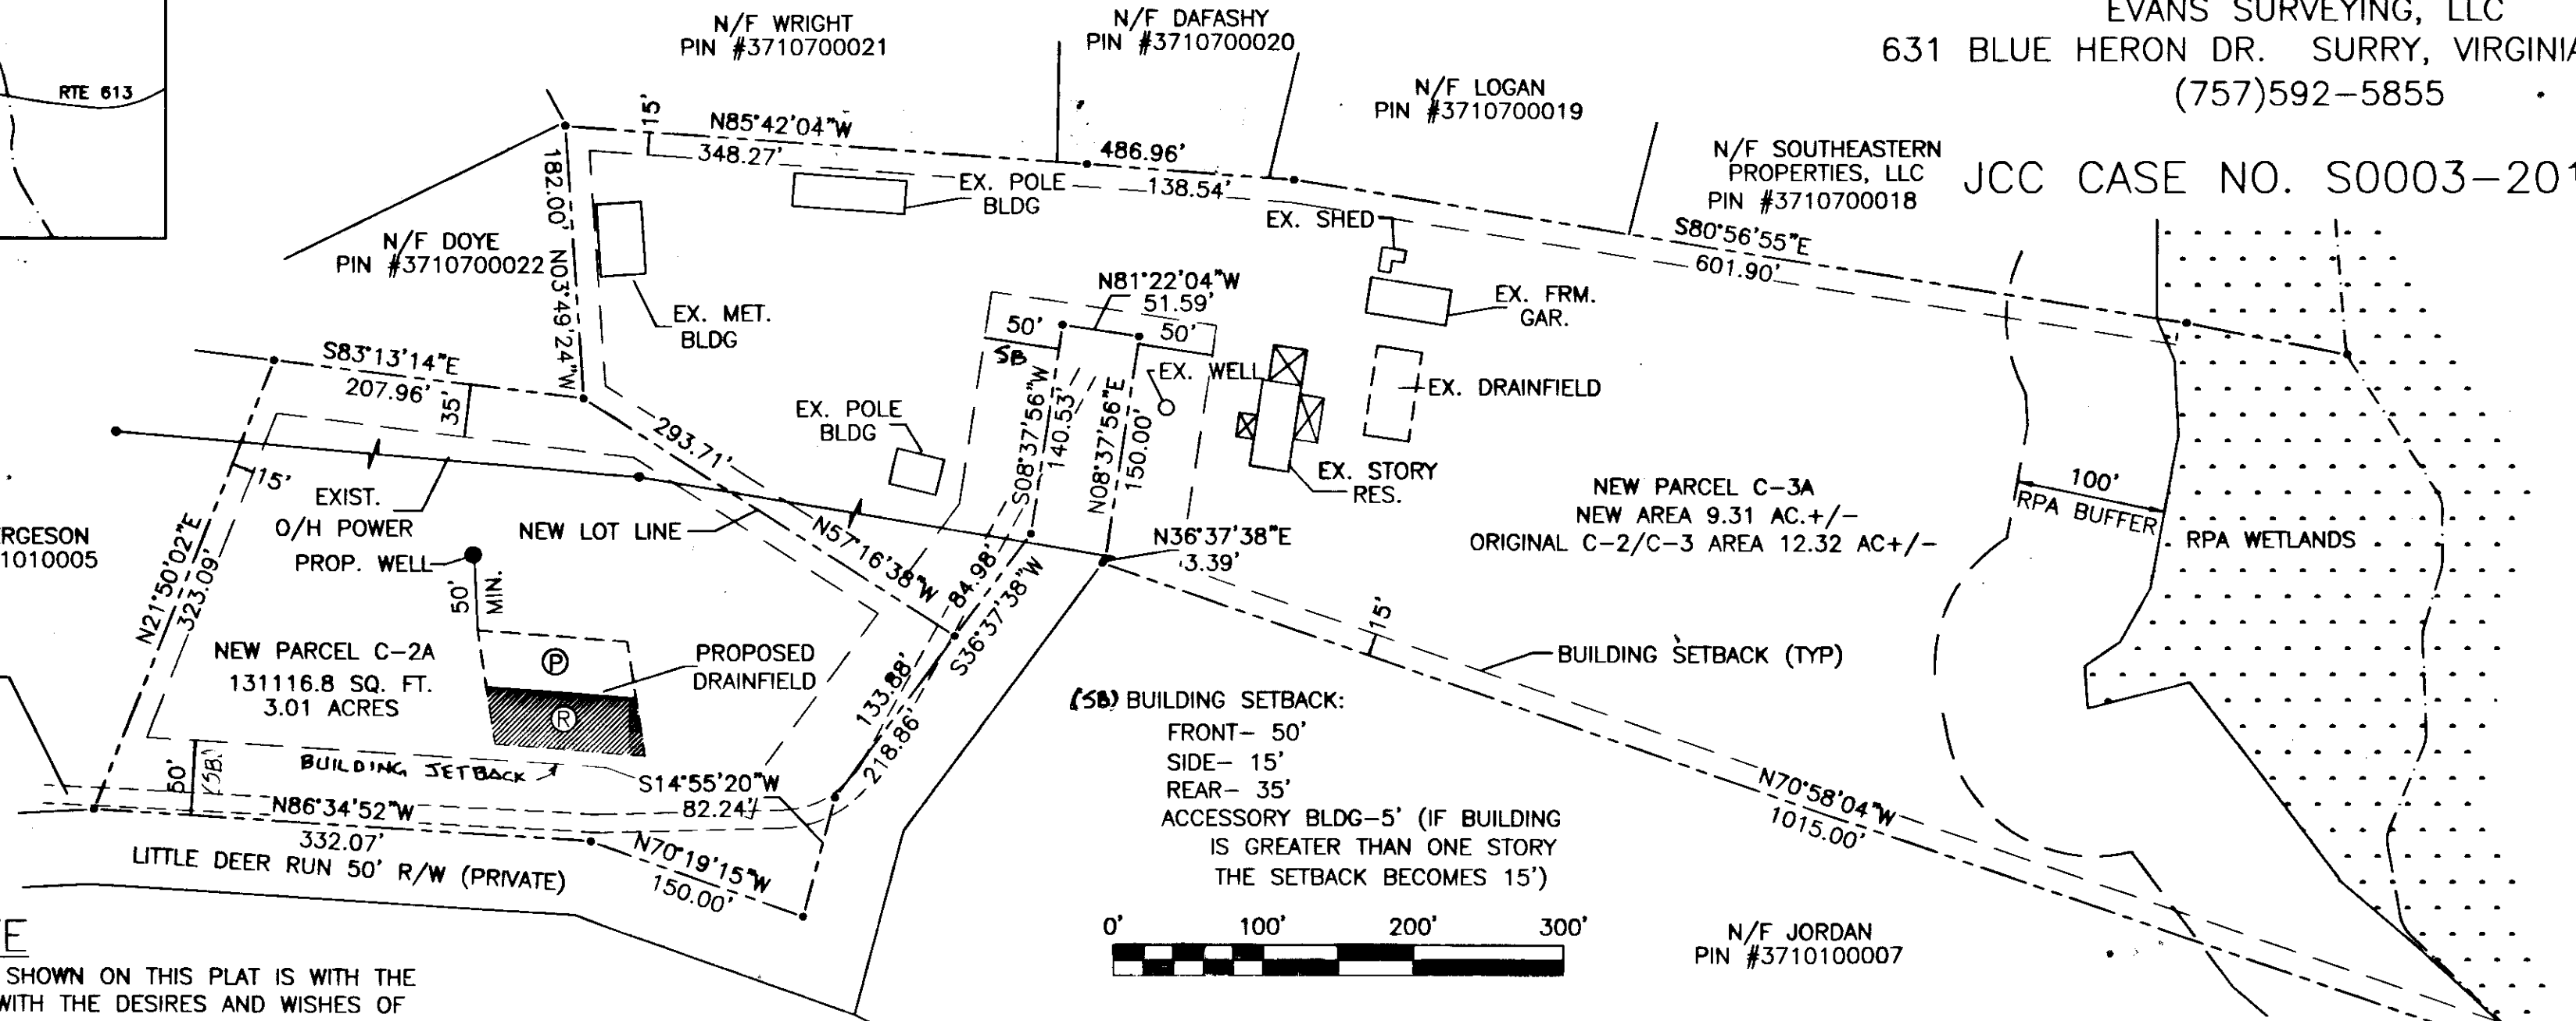 EVANS SURVEYING, LLC
631 BLUE HERON DR. SURRY, VIRGINIA
(757)592-5855
JCC CASE NO. S0003-201
RTE 613
N/F WRIGHT
PIN #3710700021
N/F DAFASHY
PIN #3710700020
N/F LOGAN
PIN #3710700019
N/F SOUTHEASTERN
PROPERTIES, LLC
PIN #3710700018
15'
N85°42'04"W
348.27'
486.96'
138.54'
S80°56'55"E
601.90'
EX. POLE
BLDG
EX. SHED
182.00'
N03°49'24"W
N/F DOYE
PIN #3710700022
EX. MET.
BLDG
N81°22'04"W
51.59'
50'
50'
SB
EX. FRM.
GAR.
EX. WELL
EX. DRAINFIELD
EX. STORY
RES.
S83°13'14"E
207.96'
35'
293.71'
EX. POLE
BLDG
S08°37'56"W
140.53'
N08°37'56"E
150.00'
NEW PARCEL C-3A
NEW AREA 9.31 AC.+/-
ORIGINAL C-2/C-3 AREA 12.32 AC+/-
100'
RPA BUFFER
RPA WETLANDS
15'
EXIST.
O/H POWER
NEW LOT LINE
N57°16'38"W
N36°37'38"E
3.39'
RGESON
1010005
PROP. WELL
50'
MIN.
N21°50'02"E
323.09'
84.98'
S36°37'38"W
15'
BUILDING SETBACK (TYP)
NEW PARCEL C-2A
131116.8 SQ. FT.
3.01 ACRES
P
R
PROPOSED
DRAINFIELD
133.88'
218.86'
(SB) BUILDING SETBACK:
FRONT- 50'
SIDE- 15'
REAR- 35'
ACCESSORY BLDG-5' (IF BUILDING
IS GREATER THAN ONE STORY
THE SETBACK BECOMES 15')
50'
(SB)
BUILDING SETBACK
S14°55'20"W
82.24'
N86°34'52"W
332.07'
N70°19'15"W
150.00'
LITTLE DEER RUN 50' R/W (PRIVATE)
N70°58'04"W
1015.00'
0' 100' 200' 300'
N/F JORDAN
PIN #3710100007
E
SHOWN ON THIS PLAT IS WITH THE
WITH THE DESIRES AND WISHES OF